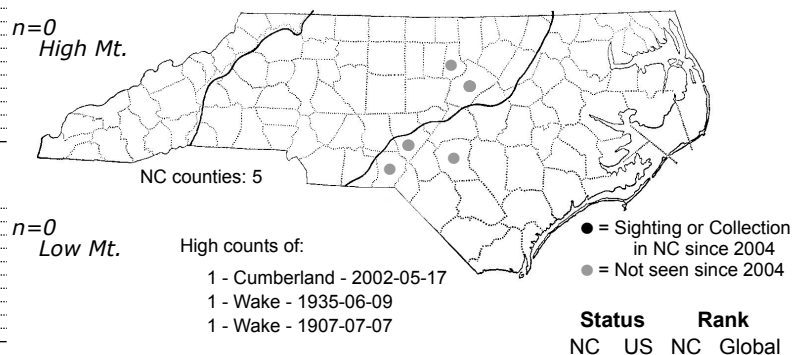 n=0
High Mt.
NC counties: 5
n=0
Low Mt.
High counts of:
1 - Cumberland - 2002-05-17
1 - Wake - 1935-06-09
1 - Wake - 1907-07-07
● = Sighting or Collection
in NC since 2004
● = Not seen since 2004
Status Rank
NC US NC Global